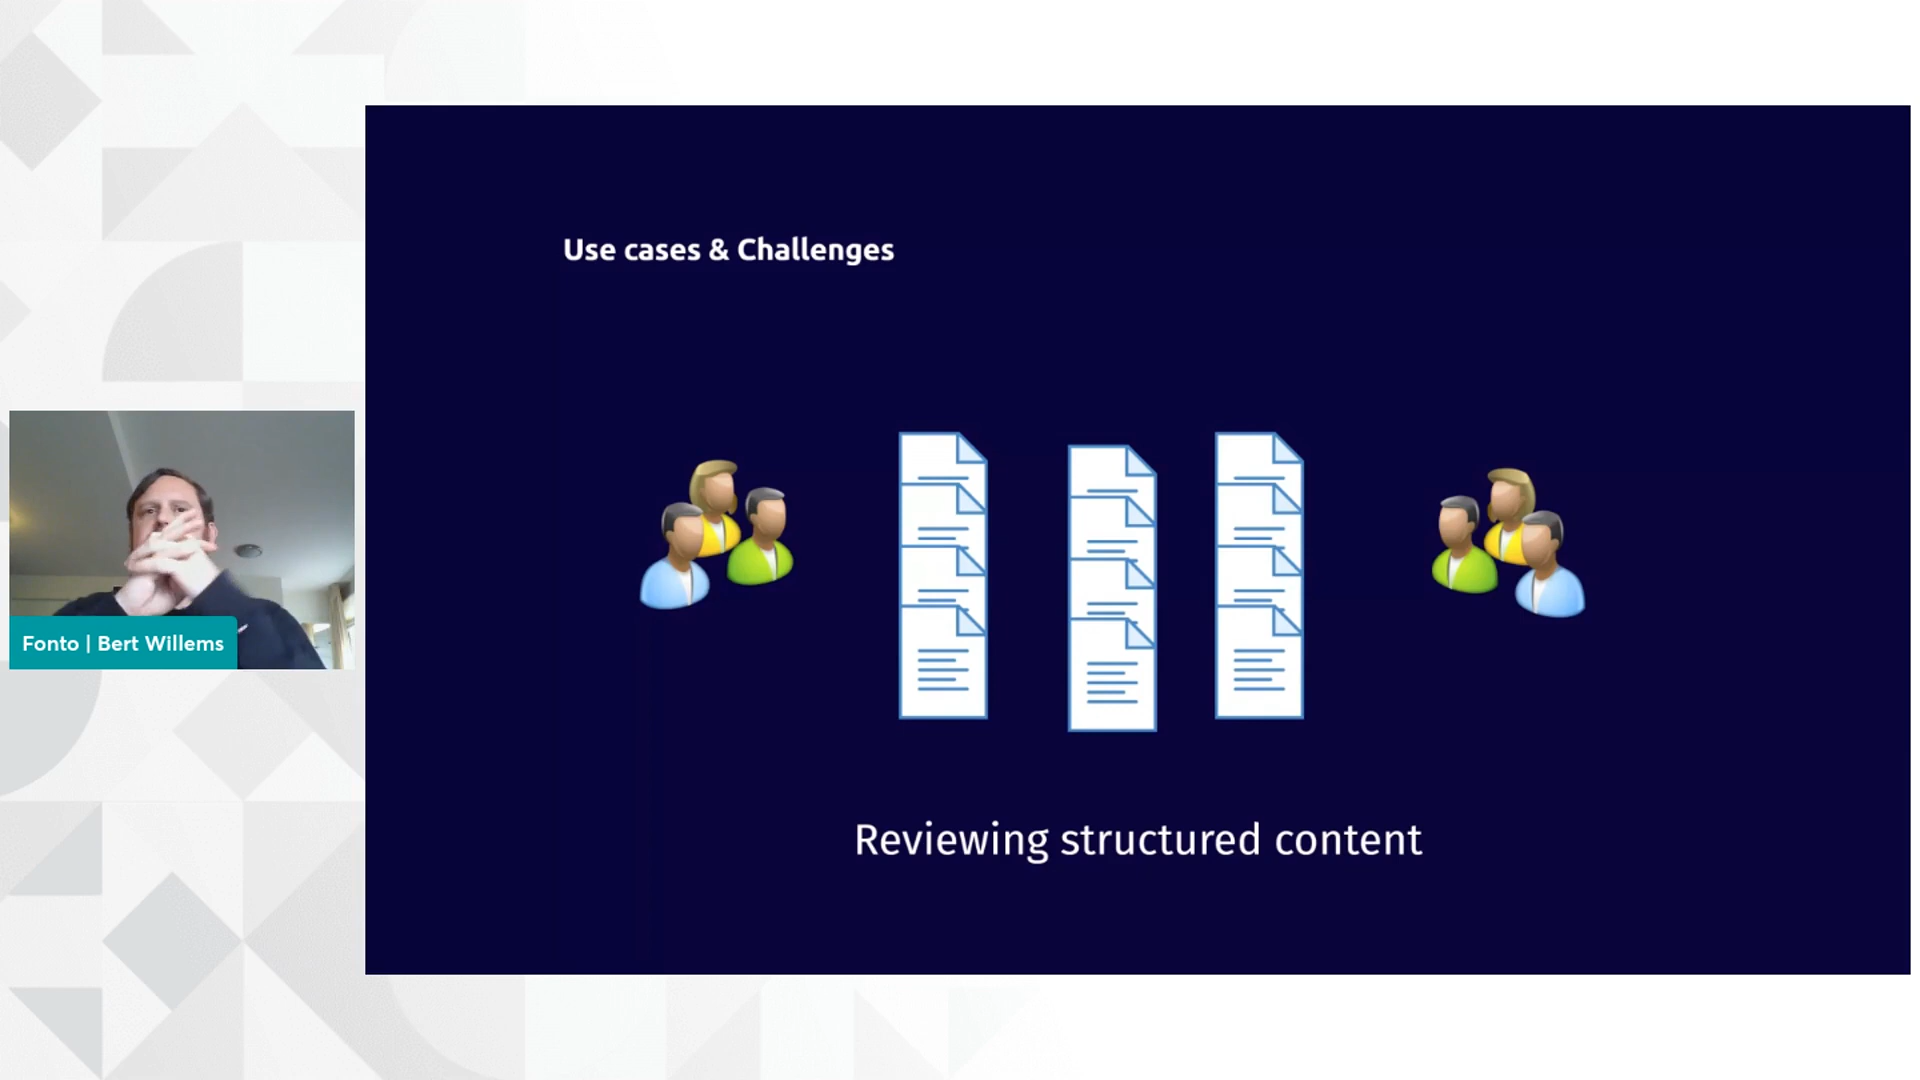 Use cases & Challenges
Fonto | Bert Willems
Reviewing structured content